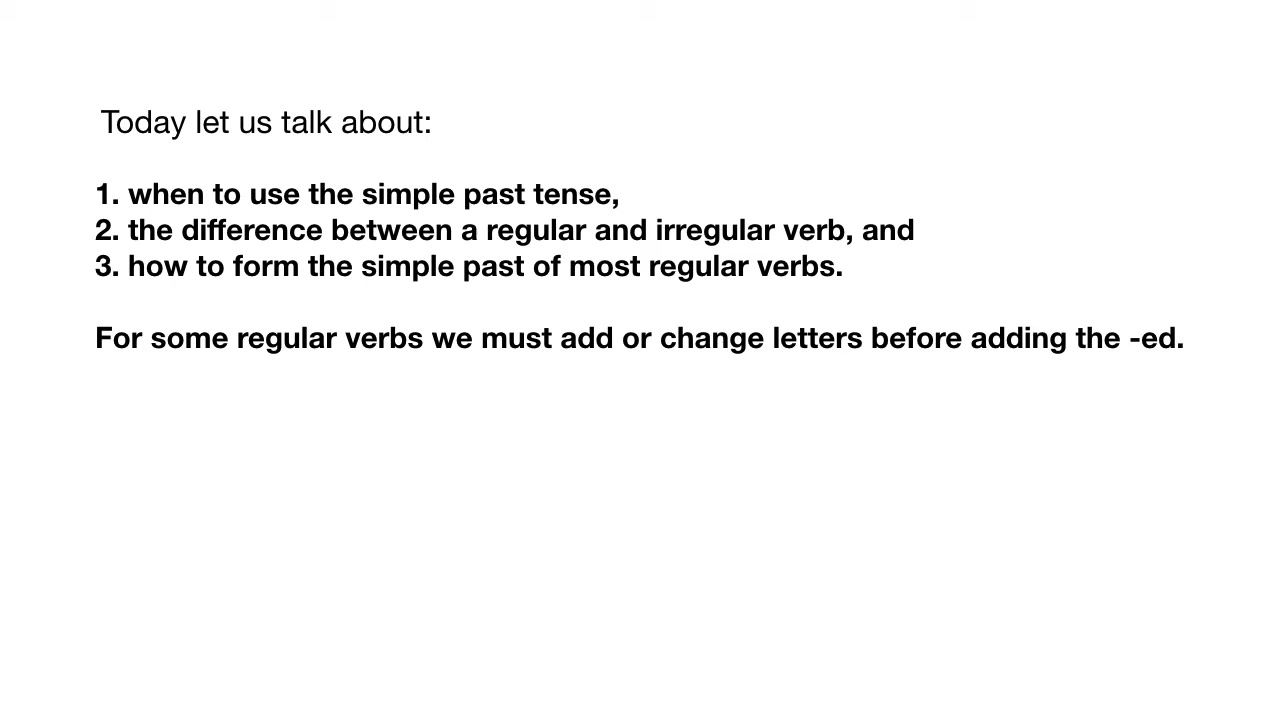 Today let us talk about:
1. when to use the simple past tense,
2. the difference between a regular and irregular verb, and
3. how to form the simple past of most regular verbs.
For some regular verbs we must add or change letters before adding the -ed.